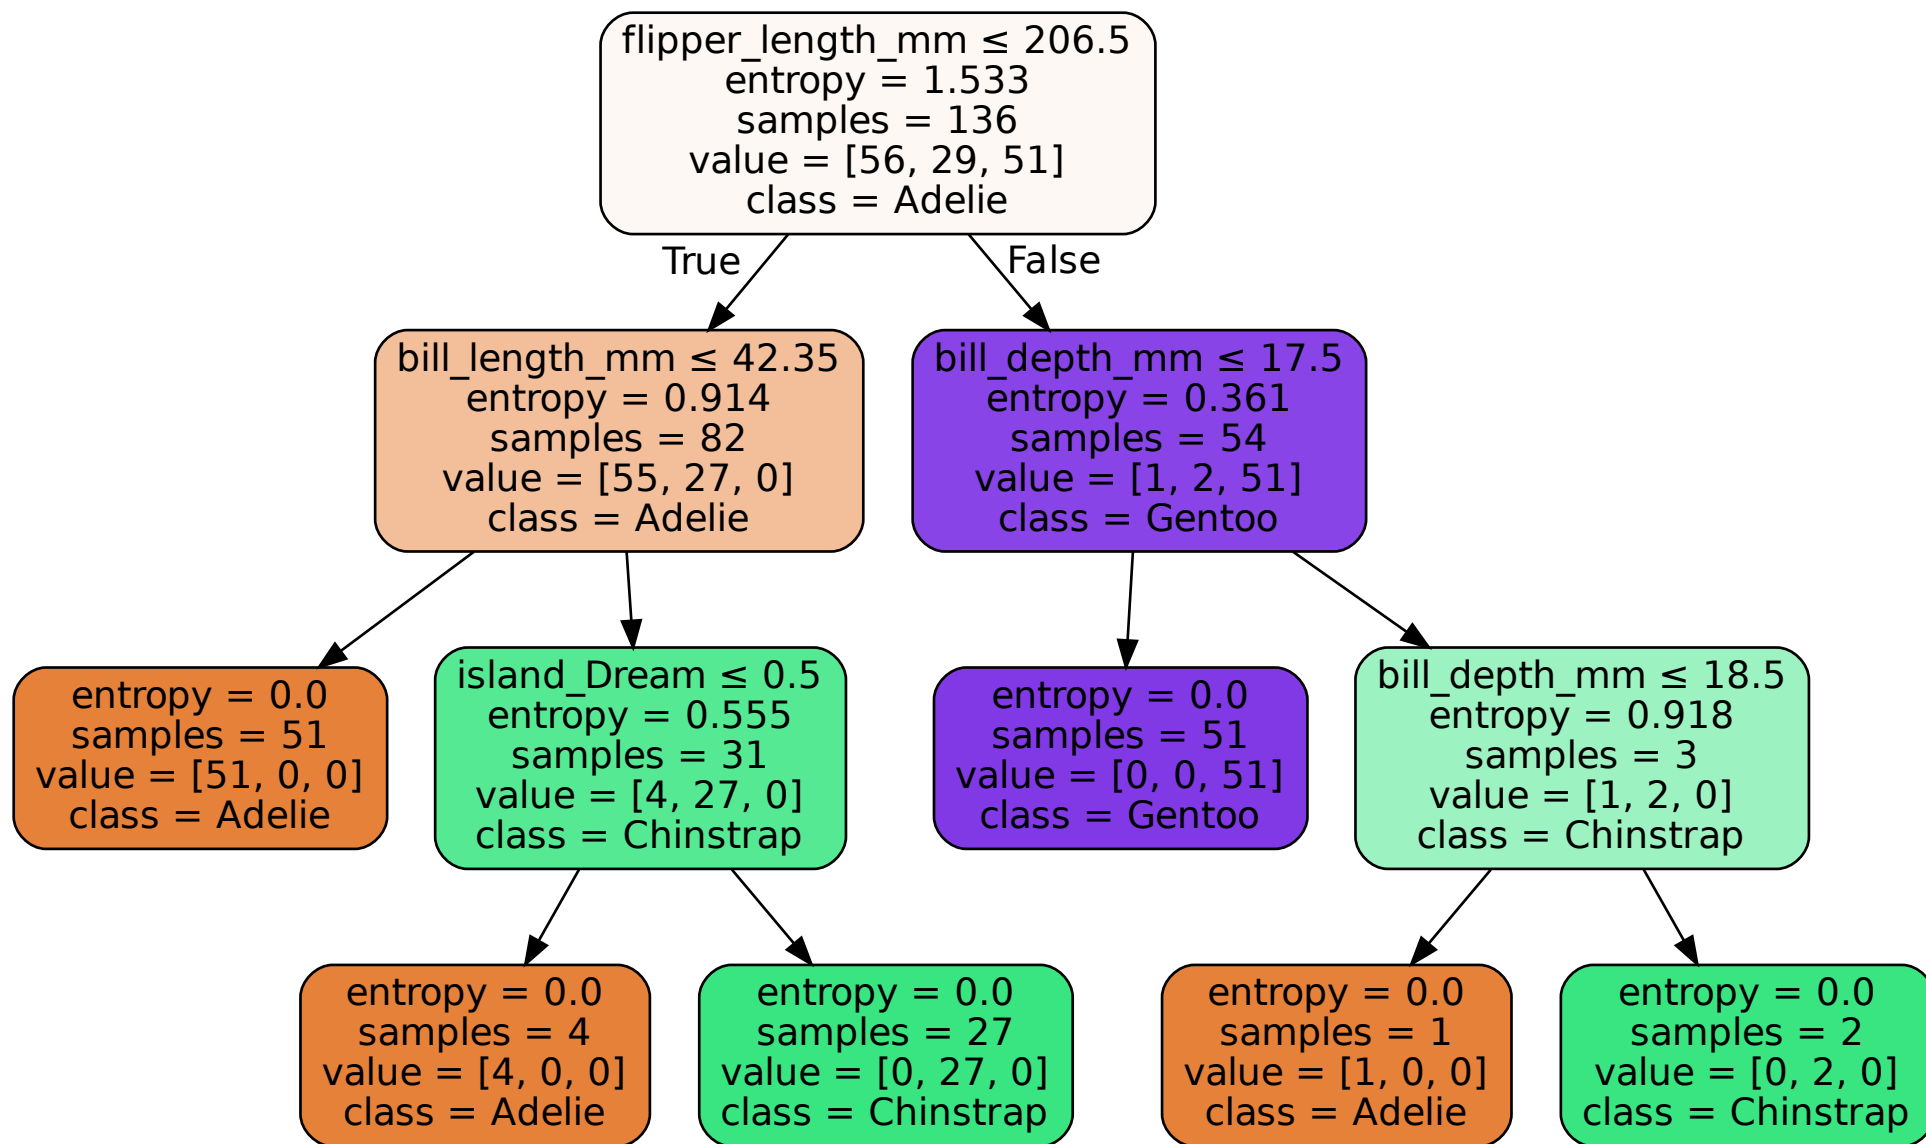 flipper_length_mm ≤ 206.5
entropy = 1.533
samples = 136
value = [56, 29, 51]
class = Adelie
True
False
bill_length_mm ≤ 42.35
entropy = 0.914
samples = 82
value = [55, 27, 0]
class = Adelie
bill_depth_mm ≤ 17.5
entropy = 0.361
samples = 54
value = [1, 2, 51]
class = Gentoo
entropy = 0.0
samples = 51
value = [51, 0, 0]
class = Adelie
island_Dream ≤ 0.5
entropy = 0.555
samples = 31
value = [4, 27, 0]
class = Chinstrap
entropy = 0.0
samples = 51
value = [0, 0, 51]
class = Gentoo
bill_depth_mm ≤ 18.5
entropy = 0.918
samples = 3
value = [1, 2, 0]
class = Chinstrap
entropy = 0.0
samples = 4
value = [4, 0, 0]
class = Adelie
entropy = 0.0
samples = 27
value = [0, 27, 0]
class = Chinstrap
entropy = 0.0
samples = 1
value = [1, 0, 0]
class = Adelie
entropy = 0.0
samples = 2
value = [0, 2, 0]
class = Chinstrap